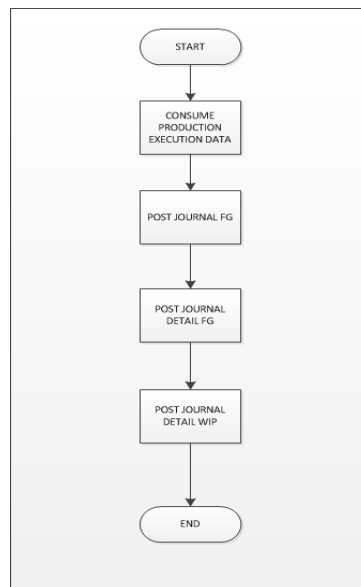 START
CONSUME
PRODUCTION
EXECUTION DATA
POST JOURNAL FG
POST JOURNAL
DETAIL FG
POST JOURNAL
DETAIL WIP
END